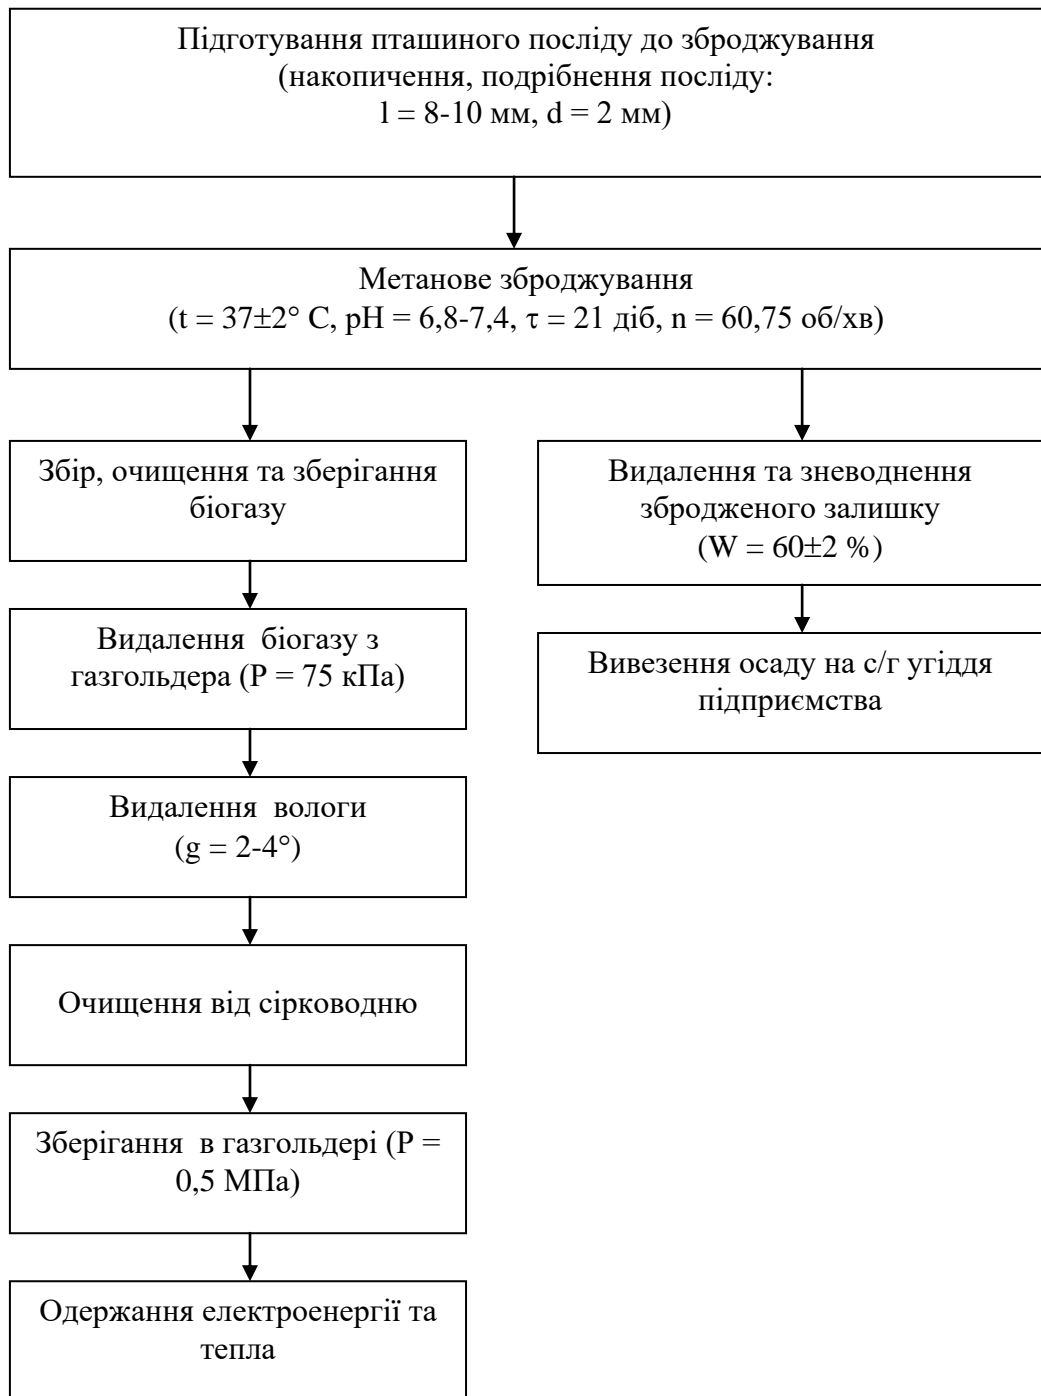 Підготування пташиного посліду до зброджування
(накопичення, подрібнення посліду:
l = 8-10 мм, d = 2 мм)
Метанове зброджування
(t = 37±2° С, рН = 6,8-7,4, τ = 21 діб, n = 60,75 об/хв)
Збір, очищення та зберігання
біогазу
Видалення та зневоднення
збродженого залишку
(W = 60±2 %)
Видалення біогазу з
газгольдера (Р = 75 кПа)
Вивезення осаду на с/г угіддя
підприємства
Видалення вологи
(g = 2-4°)
Очищення від сірководню
Зберігання в газгольдері (Р =
0,5 МПа)
Одержання електроенергії та
тепла